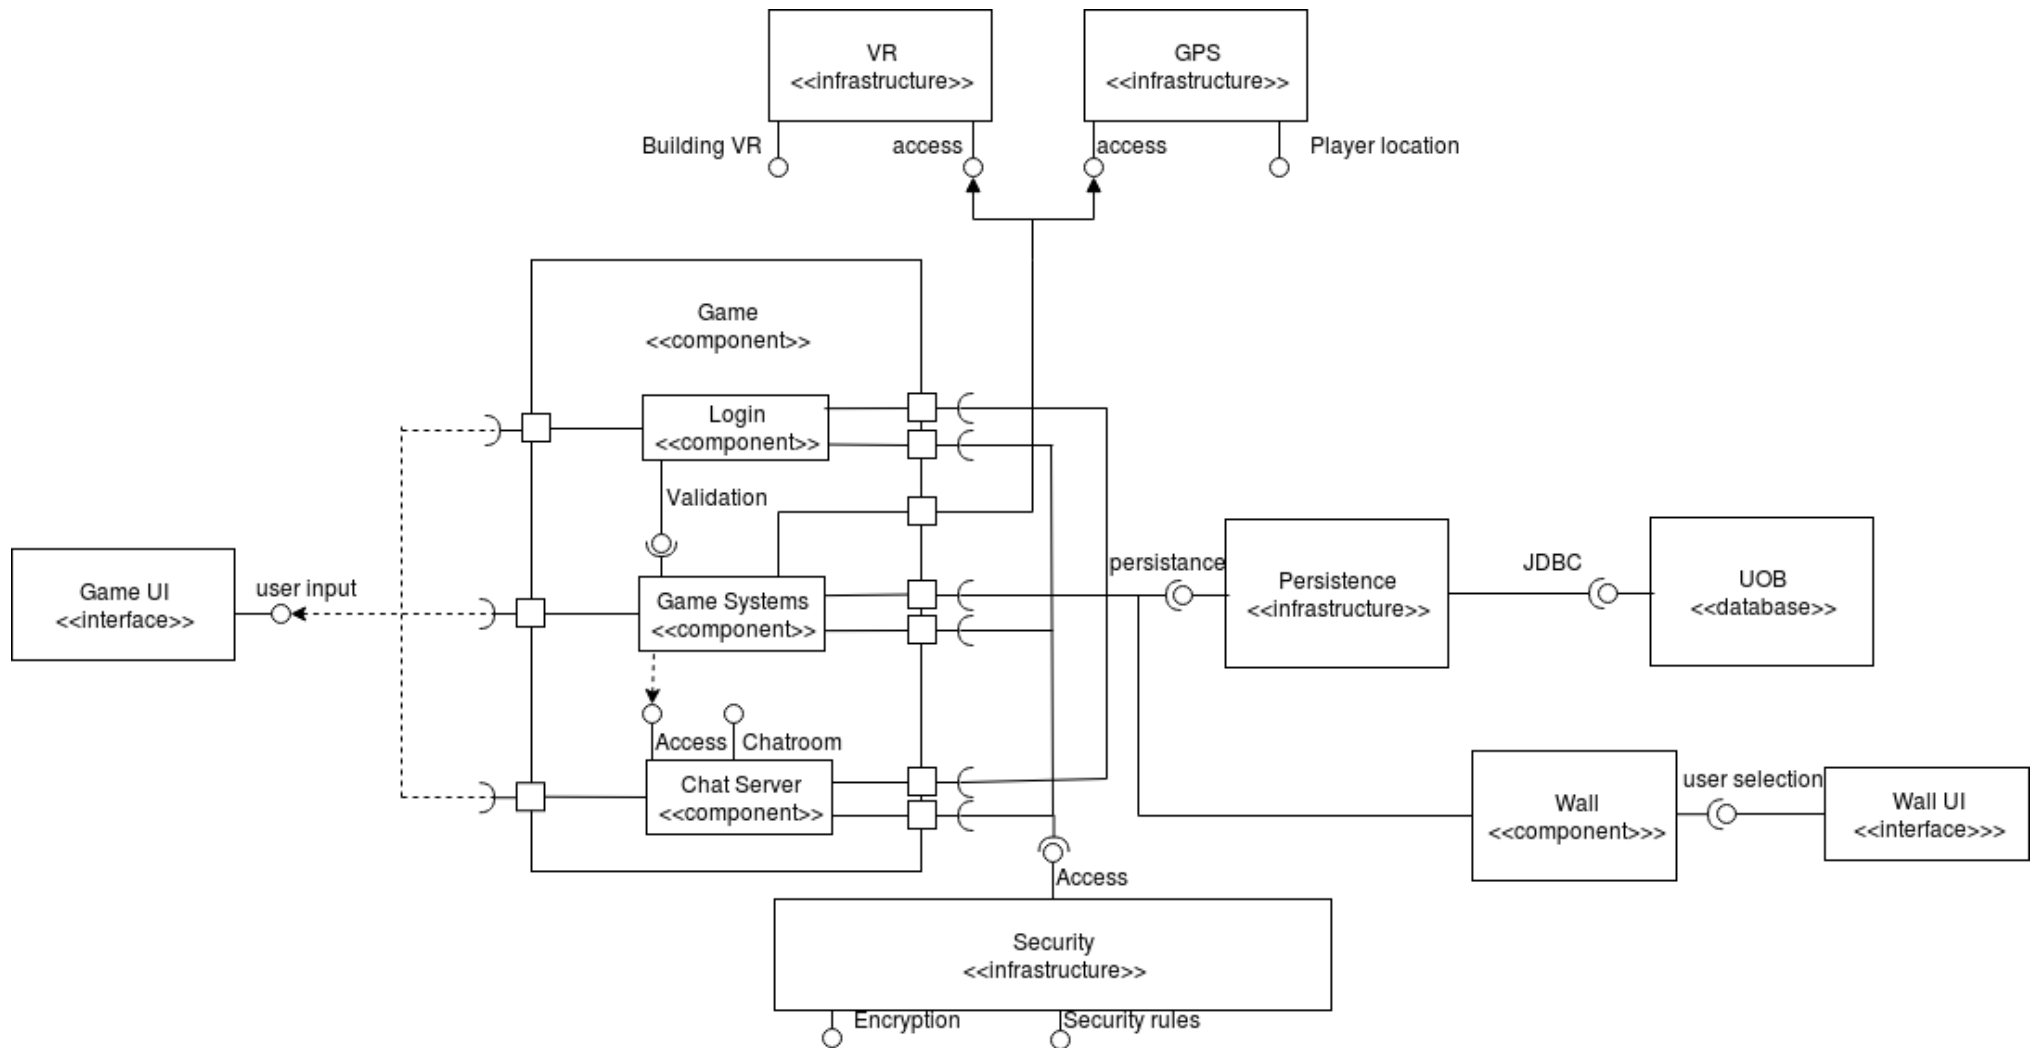 VR
<<infrastructure>>
GPS
<<infrastructure>>
Building VR
access
access
Player location
Game
<<component>>
Login
<<component>>
Validation
Game UI
<<interface>>
user input
Game Systems
<<component>>
persistance
Persistence
<<infrastructure>>
JDBC
UOB
<<database>>
Access
Chatroom
Chat Server
<<component>>
Wall
<<component>>>
user selection
Wall UI
<<interface>>>
Access
Security
<<infrastructure>>
Encryption
Security rules